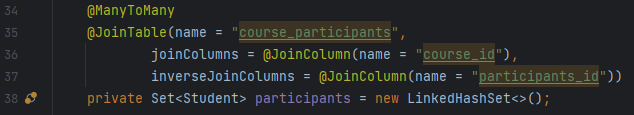 34 @ManyToMany
35 @JoinTable(name = "course_participants",
36 joinColumns = @JoinColumn(name = "course_id"),
37 inverseJoinColumns = @JoinColumn(name = "participants_id"))
38 private Set<Student> participants = new LinkedHashSet<>();